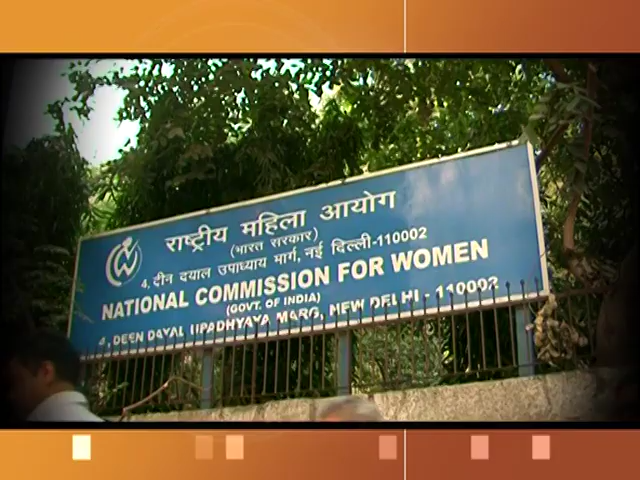 राष्ट्रीय महिला आयोग
(भारत सरकार)
4, दीन दयाल उपाध्याय मार्ग, नई दिल्ली-110002
NATIONAL COMMISSION FOR WOMEN
(GOVT. OF INDIA)
4, DEEN DAYAL UPADHYAYA MARG, NEW DELHI - 110002